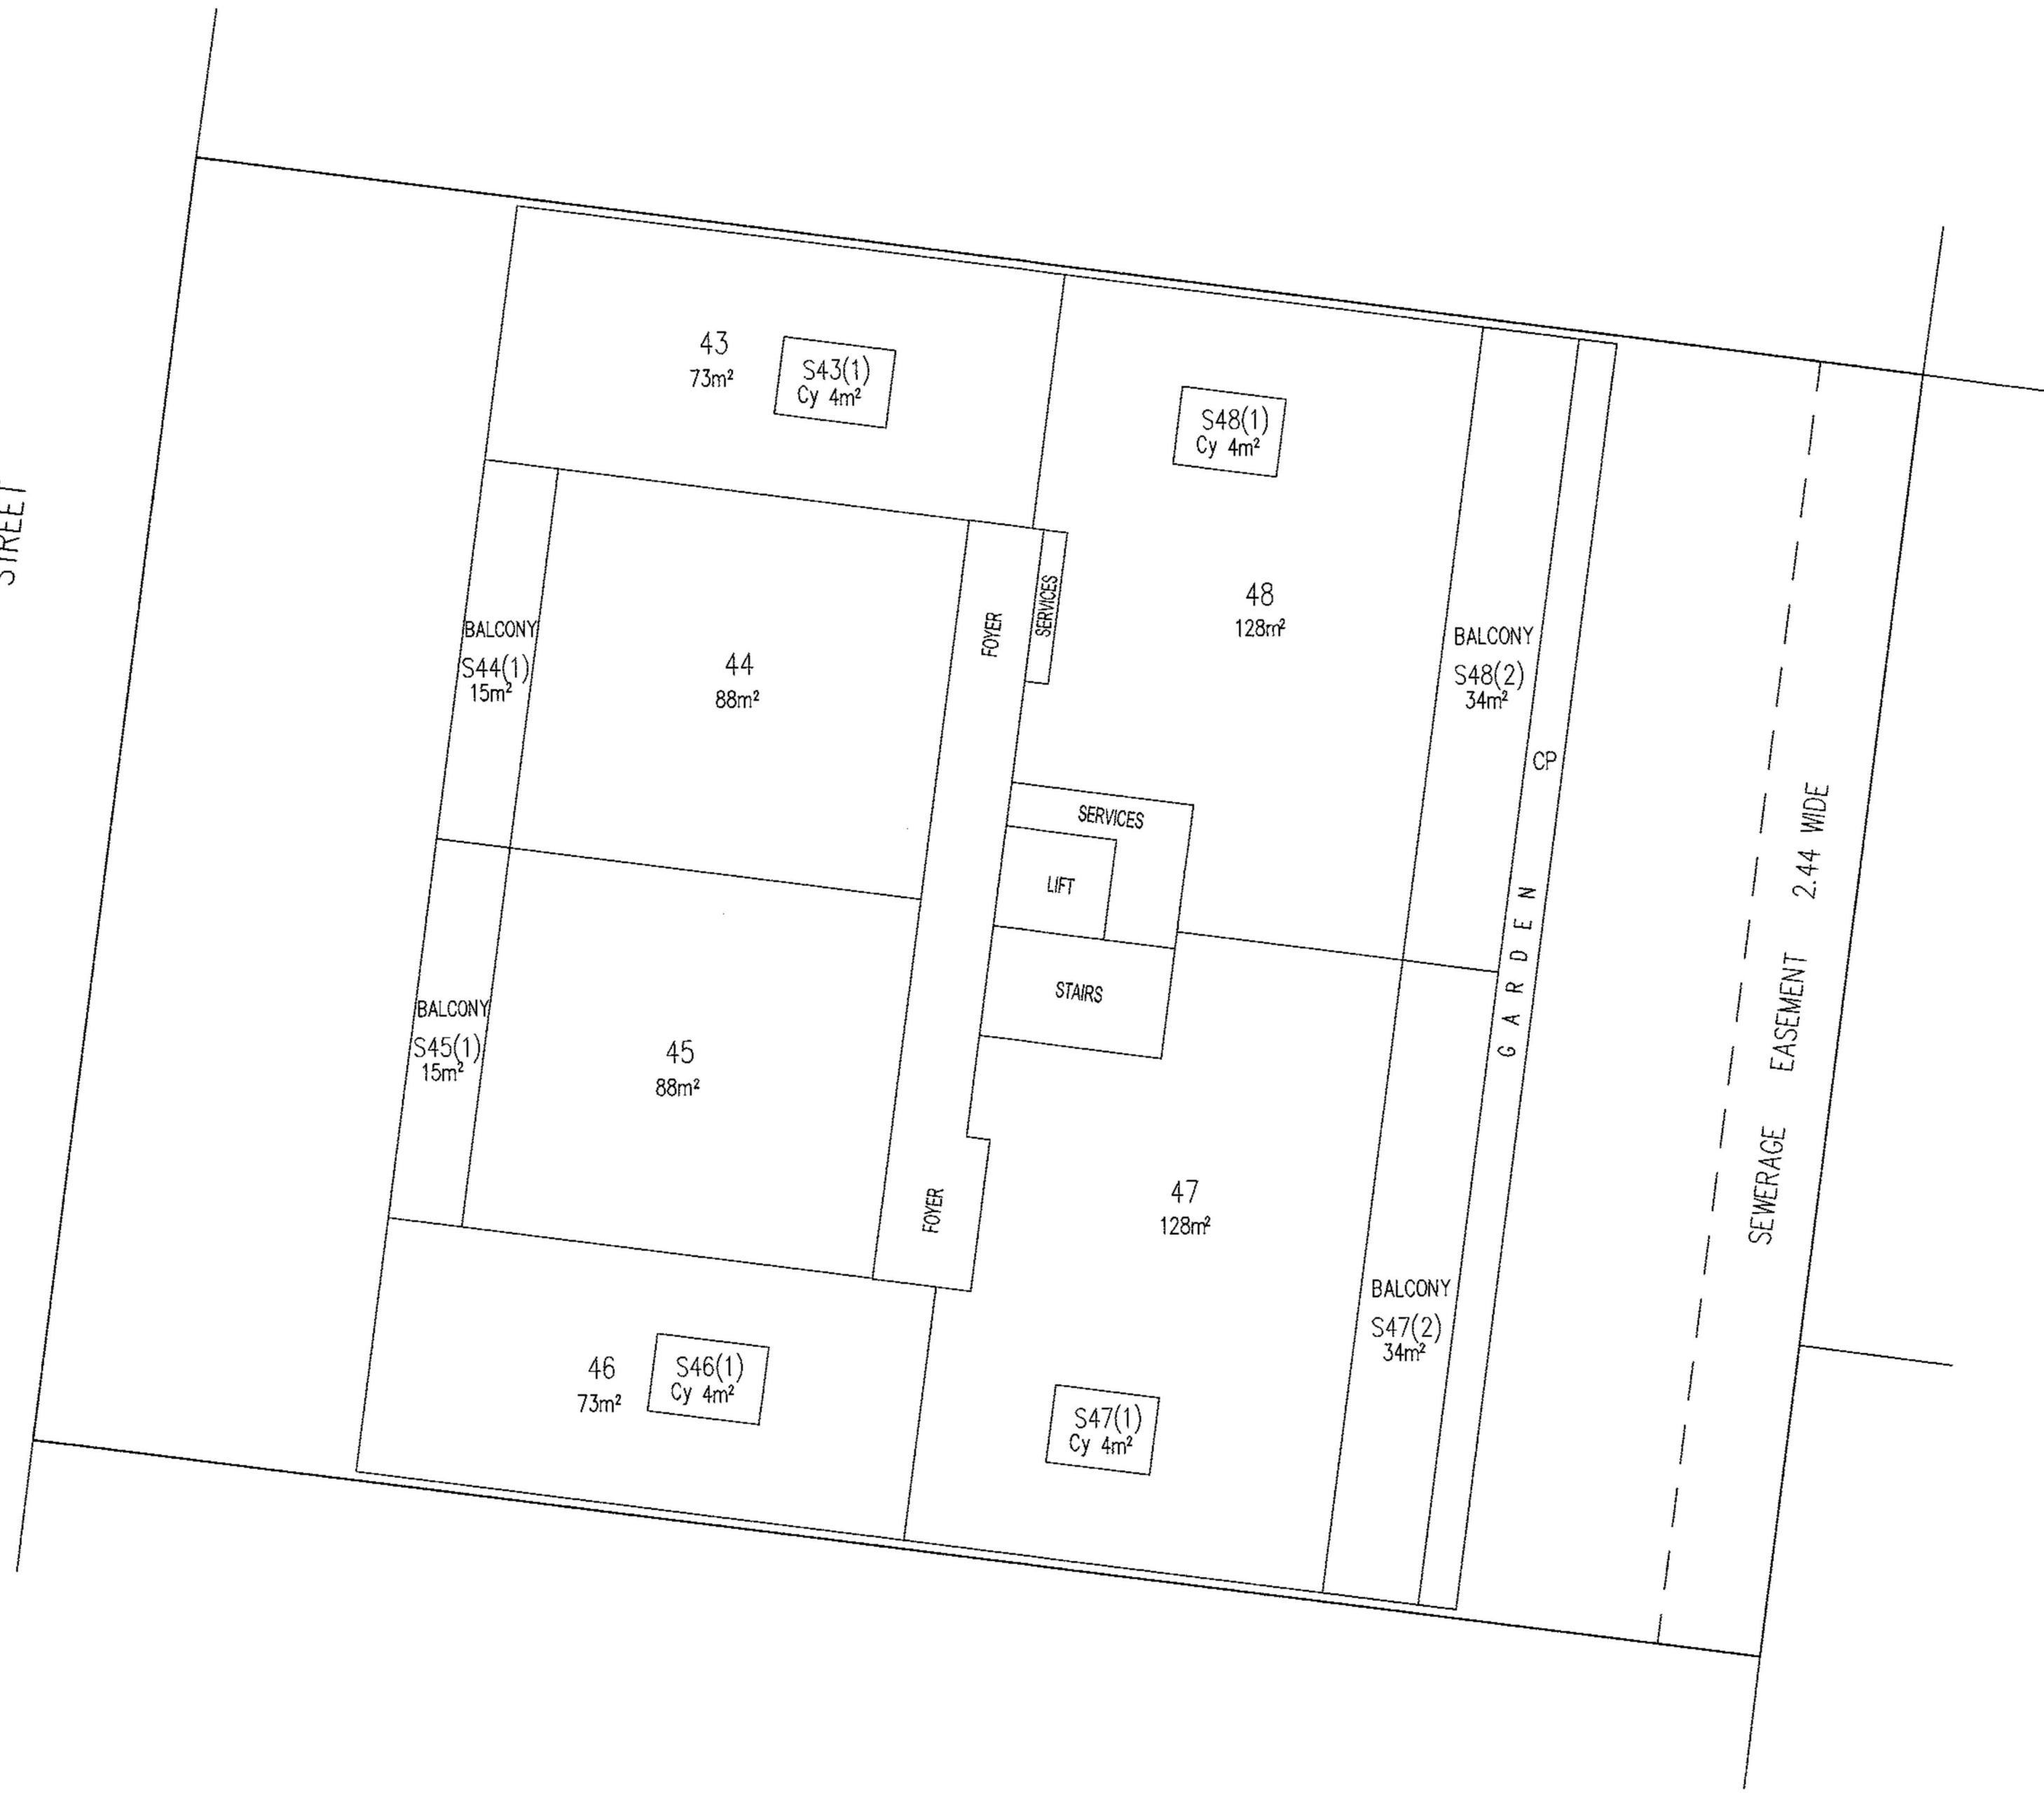 STREET
43
73m²
S43(1)
Cy 4m²
S48(1)
Cy 4m²
BALCONY
S44(1)
15m²
44
88m²
FOYER
SERVICES
48
128m²
BALCONY
S48(2)
34m²
CP
SERVICES
LIFT
STAIRS
GARDEN
SEWERAGE EASEMENT 2.44 WIDE
BALCONY
S45(1)
15m²
45
88m²
FOYER
47
128m²
BALCONY
S47(2)
34m²
46
73m²
S46(1)
Cy 4m²
S47(1)
Cy 4m²